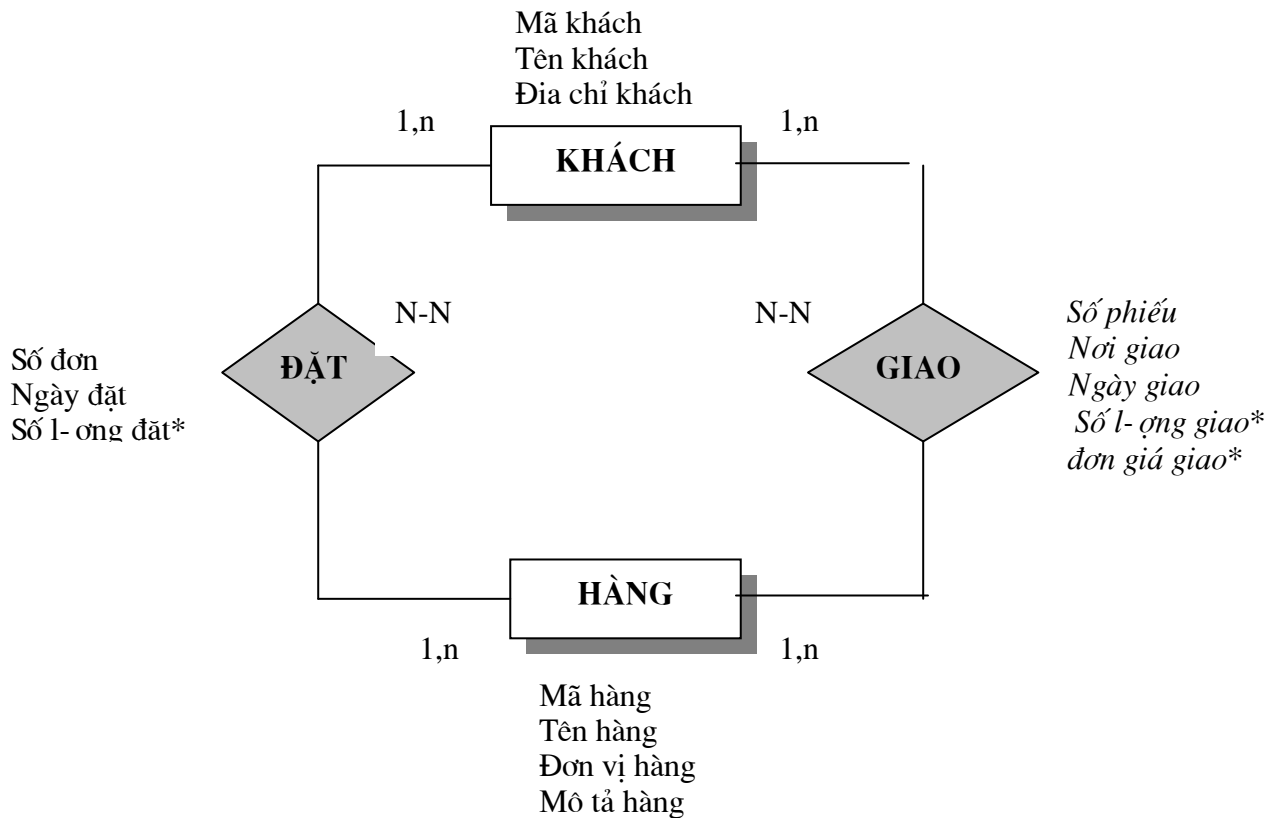 Mã khách
Tên khách
Đia chỉ khách
1,n
1,n
KHÁCH
N-N
N-N
ĐẶT
GIAO
Số đơn
Ngày đặt
Số l- ơng đăt*
Số phiếu
Nơi giao
Ngày giao
Số l- ợng giao*
đơn giá giao*
HÀNG
1,n
1,n
Mã hàng
Tên hàng
Đơn vị hàng
Mô tả hàng